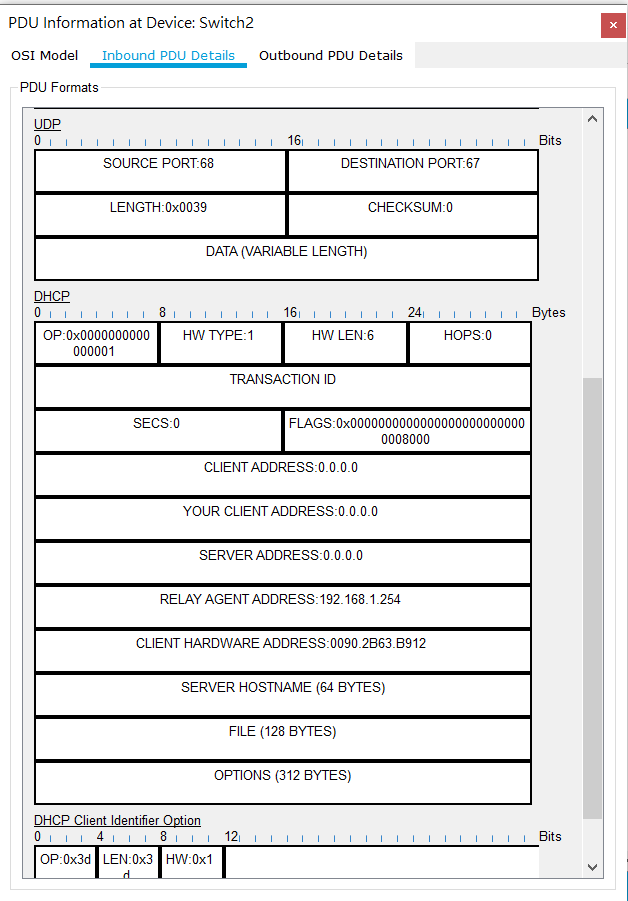 PDU Information at Device: Switch2
×
OSI Model Inbound PDU Details Outbound PDU Details
PDU Formats
UDP
0 16 Bits
SOURCE PORT:68 DESTINATION PORT:67
LENGTH:0x0039 CHECKSUM:0
DATA (VARIABLE LENGTH)
DHCP
0 8 16 24 Bytes
OP:0x0000000000 HW TYPE:1 HW LEN:6 HOPS:0
000001
TRANSACTION ID
SECS:0 FLAGS:0x0000000000000000000000000
0008000
CLIENT ADDRESS:0.0.0.0
YOUR CLIENT ADDRESS:0.0.0.0
SERVER ADDRESS:0.0.0.0
RELAY AGENT ADDRESS:192.168.1.254
CLIENT HARDWARE ADDRESS:0090.2B63.B912
SERVER HOSTNAME (64 BYTES)
FILE (128 BYTES)
OPTIONS (312 BYTES)
DHCP Client Identifier Option
0 4 8 12 Bits
OP:0x3d LEN:0x3 HW:0x1
d